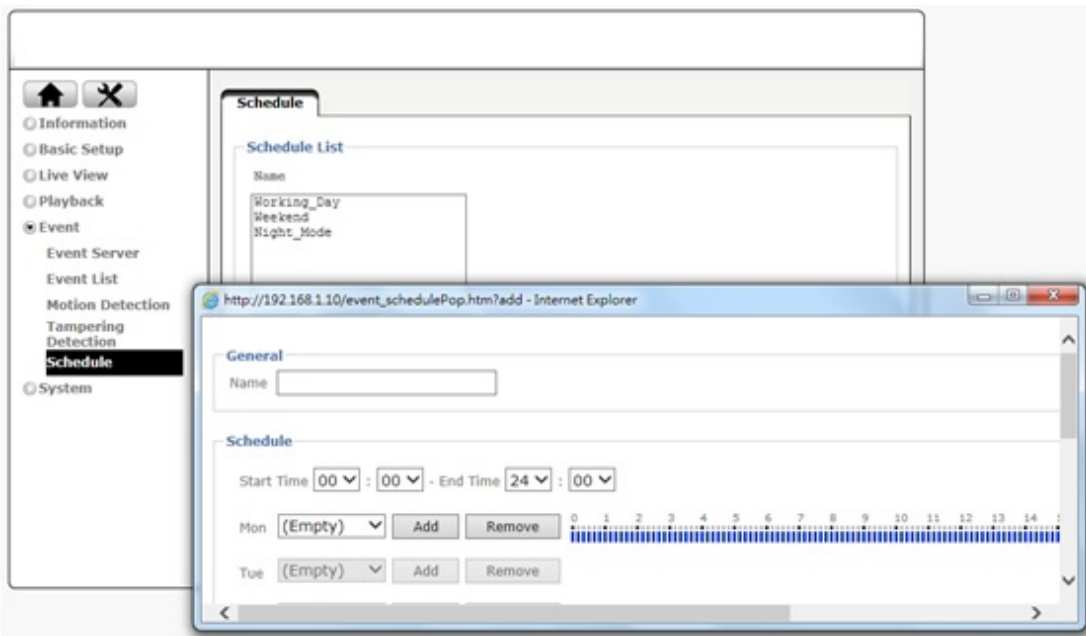 Information
Basic Setup
Live View
Playback
Event
Event Server
Event List
Motion Detection
Tampering
Detection
Schedule
System
Schedule
Schedule List
Name
Working_Day
Weekend
Night_Mode
http://192.168.1.10/event_schedulePop.htm?add - Internet Explorer
General
Name
Schedule
Start Time 00 : 00 - End Time 24 : 00
Mon (Empty) Add Remove 0 1 2 3 4 5 6 7 8 9 10 11 12 13 14
Tue (Empty) Add Remove